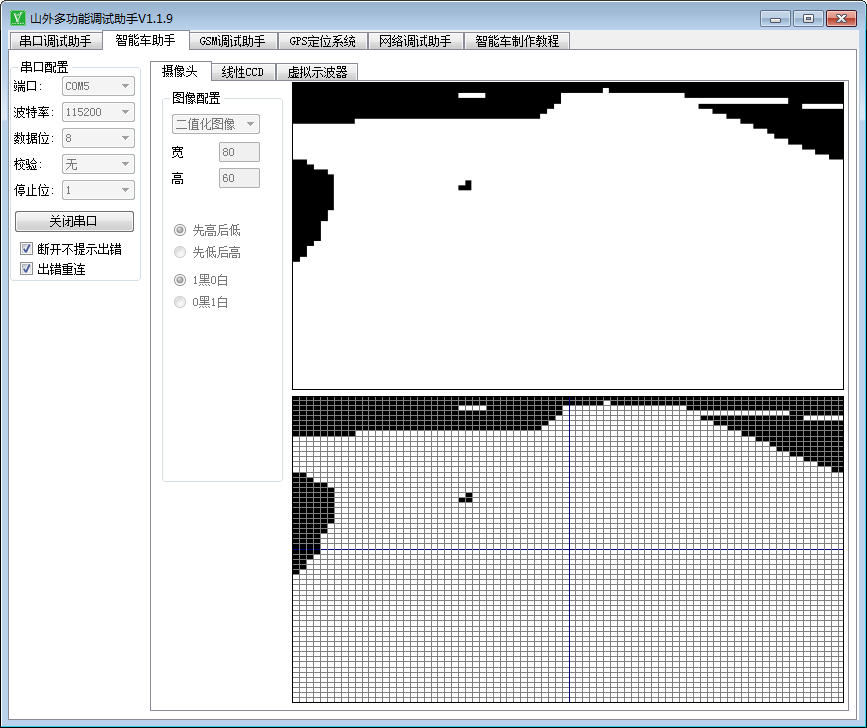 山外多功能调试助手V1.1.9
串口调试助手 智能车助手 GSM调试助手 GPS定位系统 网络调试助手 智能车制作教程
串口配置
端口: COM5
波特率: 115200
数据位: 8
校验: 无
停止位: 1
关闭串口
断开不提示出错
出错重连
摄像头 线性CCD 虚拟示波器
图像配置
二值化图像
宽 80
高 60
先高后低
先低后高
1黑0白
0黑1白